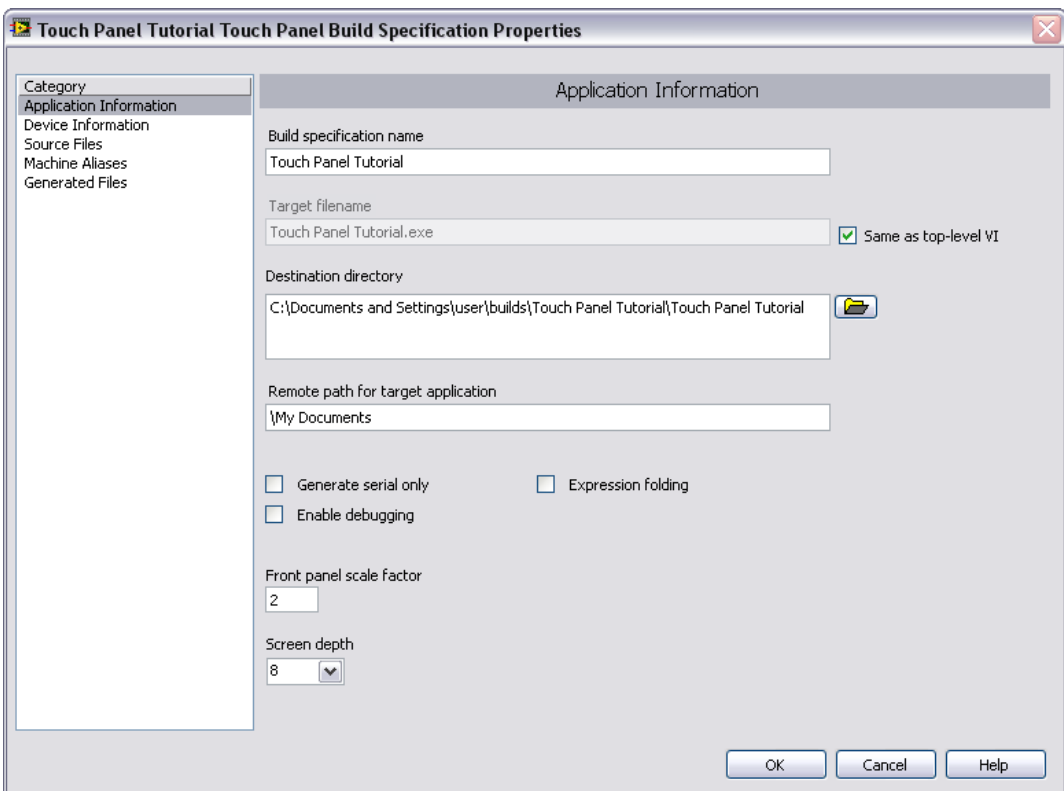 Touch Panel Tutorial Touch Panel Build Specification Properties
Category
Application Information
Device Information
Source Files
Machine Aliases
Generated Files
Application Information
Build specification name
Touch Panel Tutorial
Target filename
Touch Panel Tutorial.exe
Same as top-level VI
Destination directory
C:\Documents and Settings\user\builds\Touch Panel Tutorial\Touch Panel Tutorial
Remote path for target application
\My Documents
Generate serial only
Expression folding
Enable debugging
Front panel scale factor
2
Screen depth
8
OK
Cancel
Help